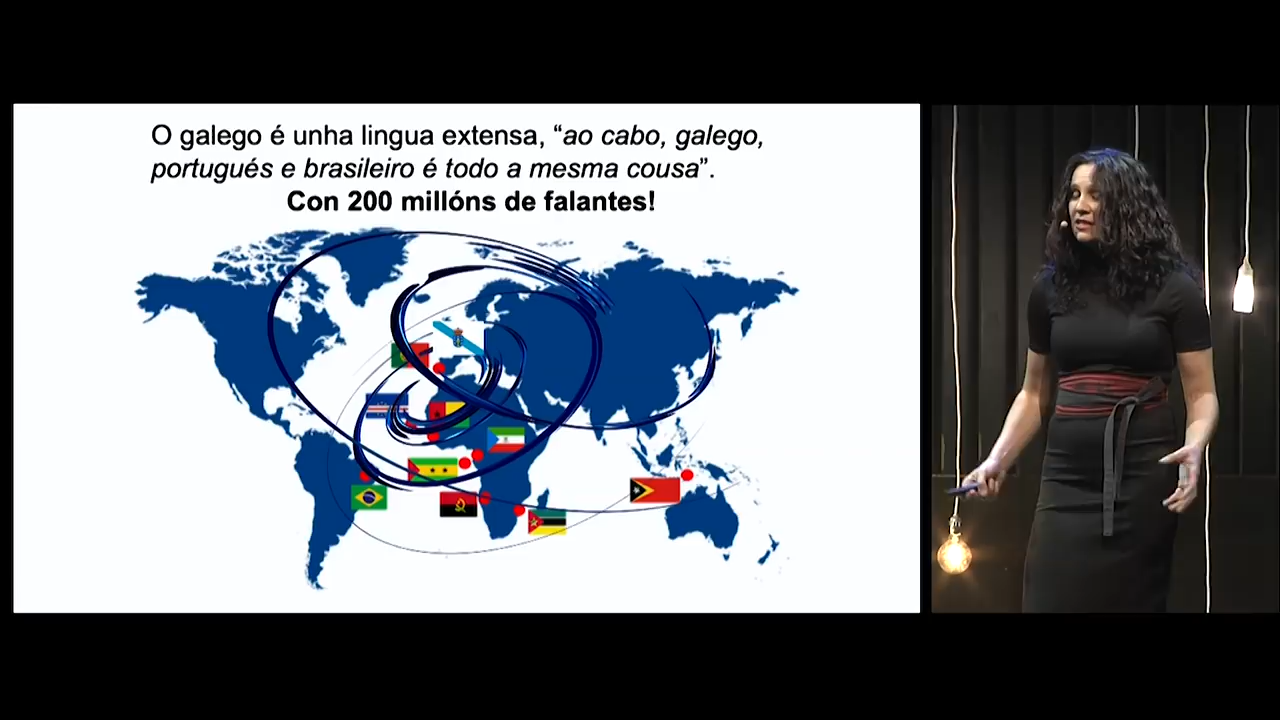 O galego é unha lingua extensa, “ao cabo, galego,
portugués e brasileiro é todo a mesma cousa”.
Con 200 millóns de falantes!